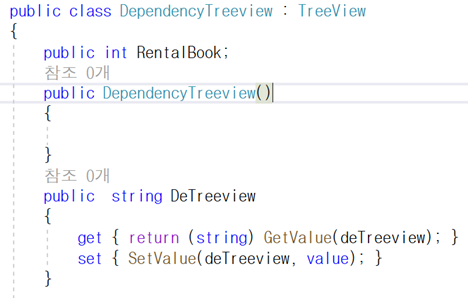 public class DependencyTreeview : TreeView
{
public int RentalBook;
참조 0개
public DependencyTreeview()
{
}
참조 0개
public  string DeTreeview
{
get { return (string) GetValue(deTreeview); }
set { SetValue(deTreeview, value); }
}